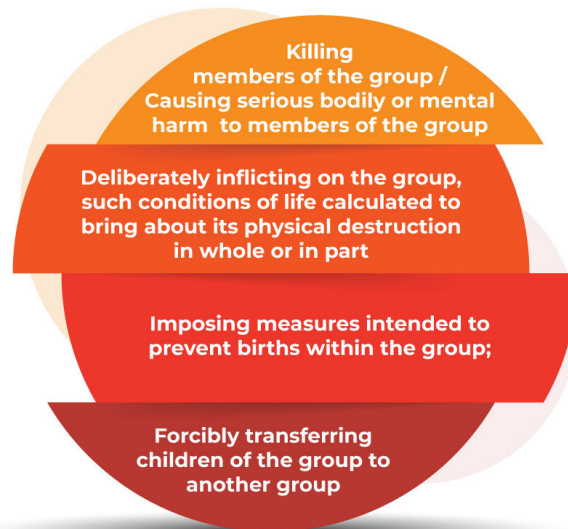 Killing
members of the group /
Causing serious bodily or mental
harm to members of the group
Deliberately inflicting on the group,
such conditions of life calculated to
bring about its physical destruction
in whole or in part
Imposing measures intended to
prevent births within the group;
Forcibly transferring
children of the group to
another group